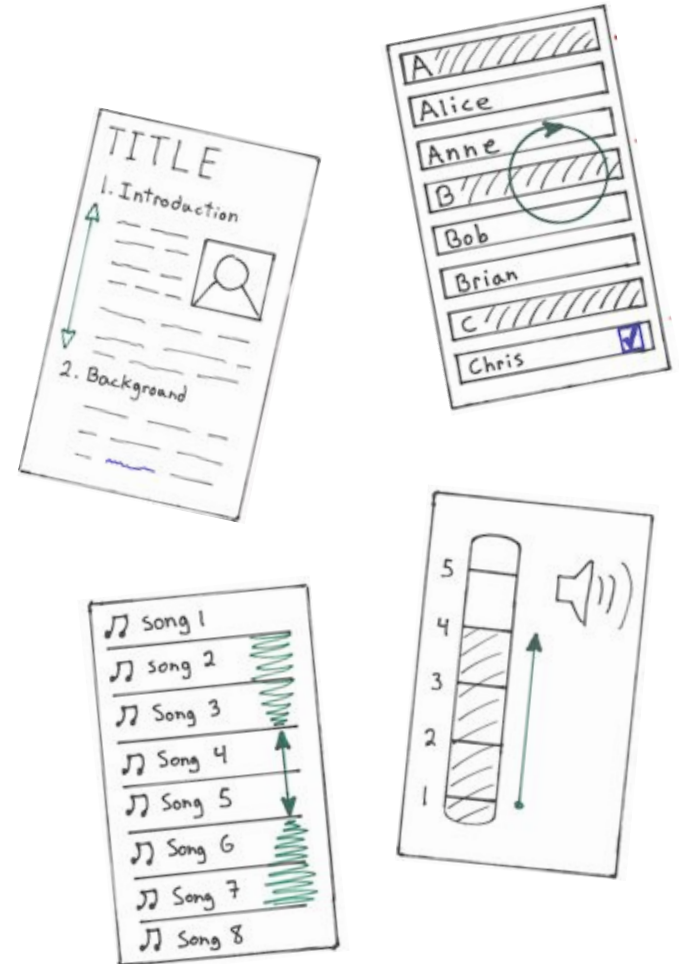 TITLE
1. Introduction
2. Background
A
Alice
Anne
B
Bob
Brian
C
Chris
Song 1
Song 2
Song 3
Song 4
Song 5
Song 6
Song 7
Song 8
5
4
3
2
1